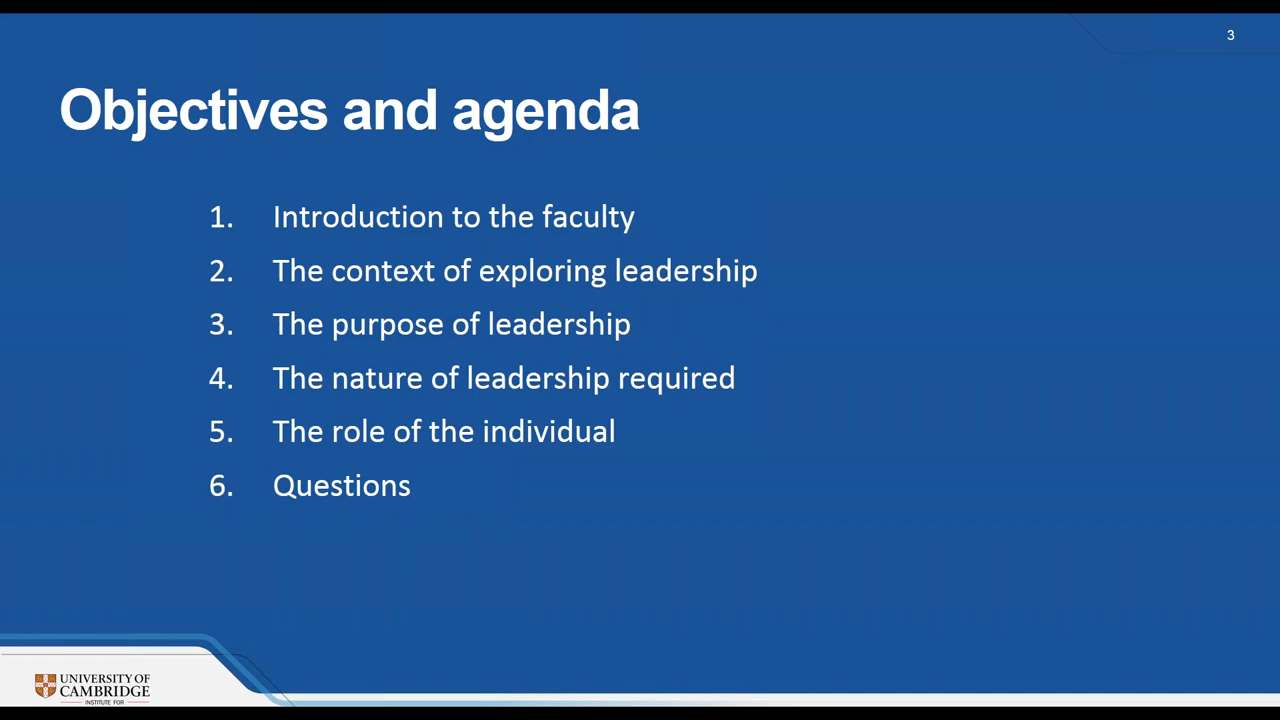 3
Objectives and agenda
1. Introduction to the faculty
2. The context of exploring leadership
3. The purpose of leadership
4. The nature of leadership required
5. The role of the individual
6. Questions
UNIVERSITY OF
CAMBRIDGE
INSTITUTE FOR